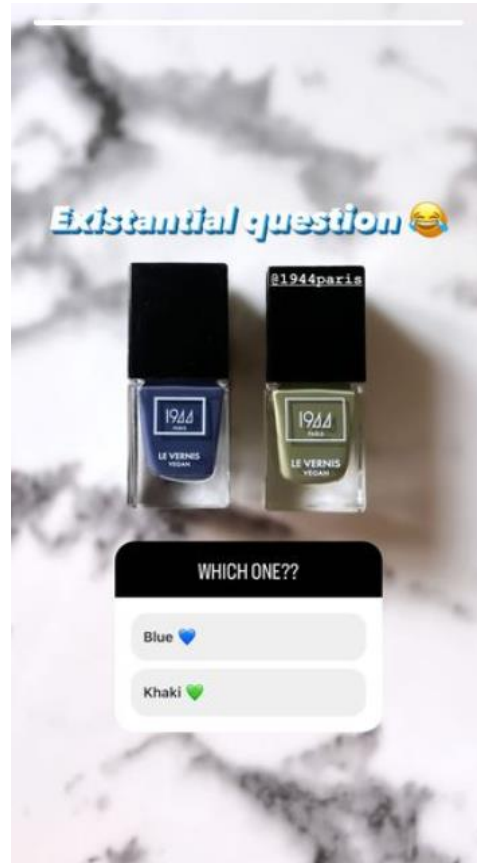 Existantial question 😂
@1944paris
1944
PARIS
LE VERNIS
VEGAN
1944
PARIS
LE VERNIS
VEGAN
WHICH ONE??
Blue 💙
Khaki 💚